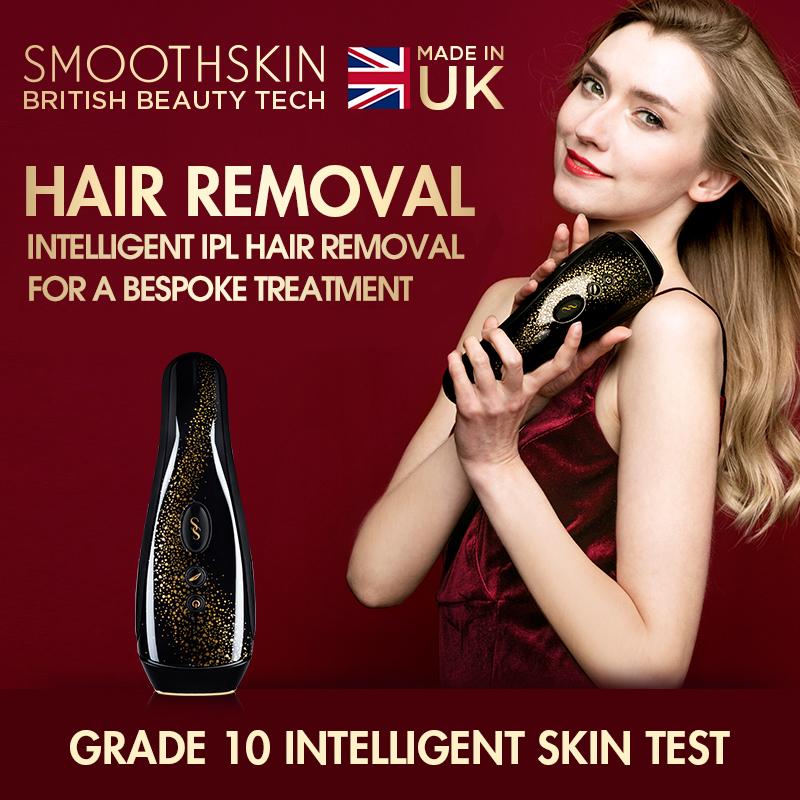 SMOOTHSKIN
BRITISH BEAUTY TECH
MADE IN
UK
HAIR REMOVAL
INTELLIGENT IPL HAIR REMOVAL
FOR A BESPOKE TREATMENT
GRADE 10 INTELLIGENT SKIN TEST